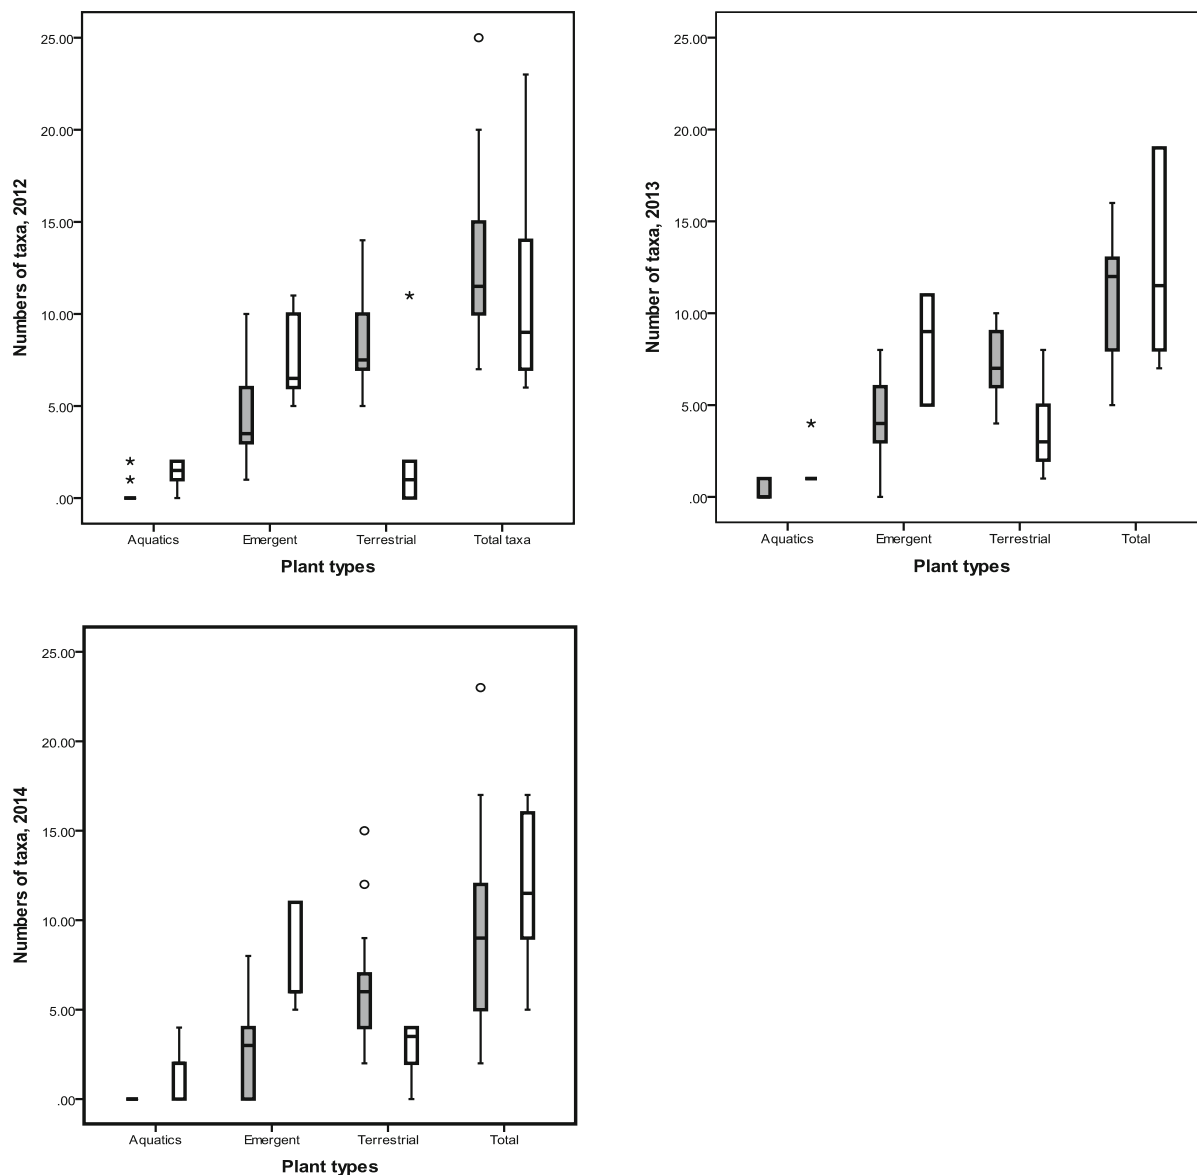 25.00
20.00
15.00
10.00
5.00
.00
Numbers of taxa, 2012
Aquatics Emergent Terrestrial Total taxa
Plant types
25.00
20.00
15.00
10.00
5.00
.00
Number of taxa, 2013
Aquatics Emergent Terrestrial Total
Plant types
25.00
20.00
15.00
10.00
5.00
.00
Numbers of taxa, 2014
Aquatics Emergent Terrestrial Total
Plant types